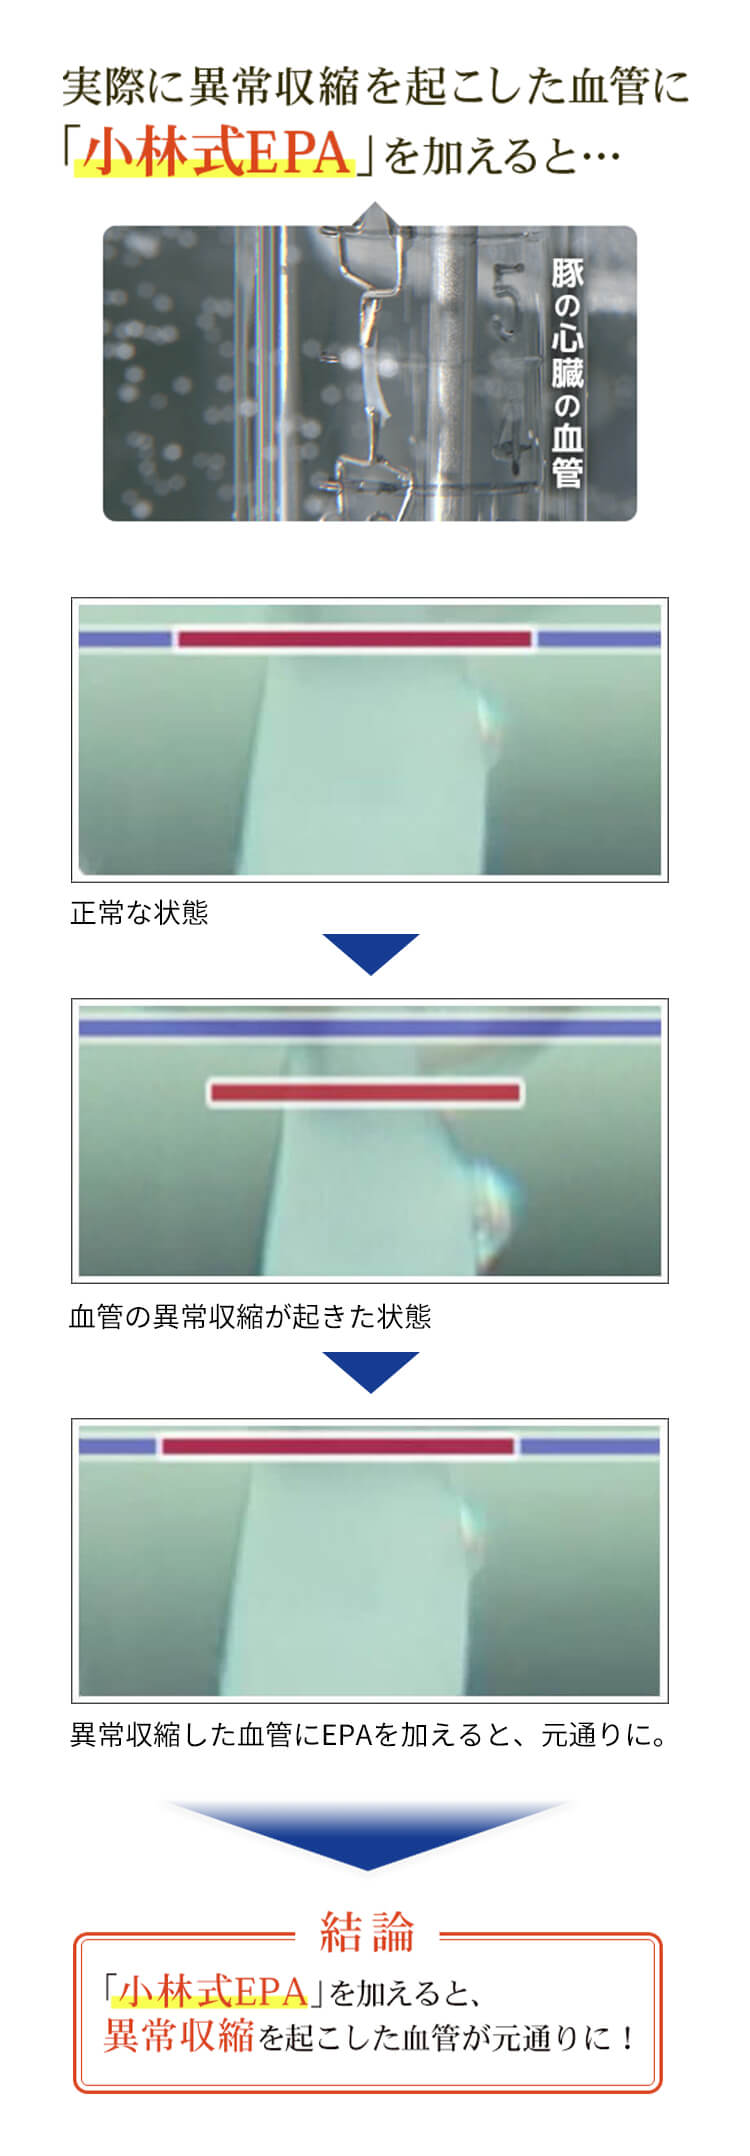 実際に異常収縮を起こした血管に
「小林式EPA」を加えると…
豚の心臓の血管
5
4
正常な状態
血管の異常収縮が起きた状態
異常収縮した血管にEPAを加えると、元通りに。
結論
「小林式EPA」を加えると、
異常収縮を起こした血管が元通りに！